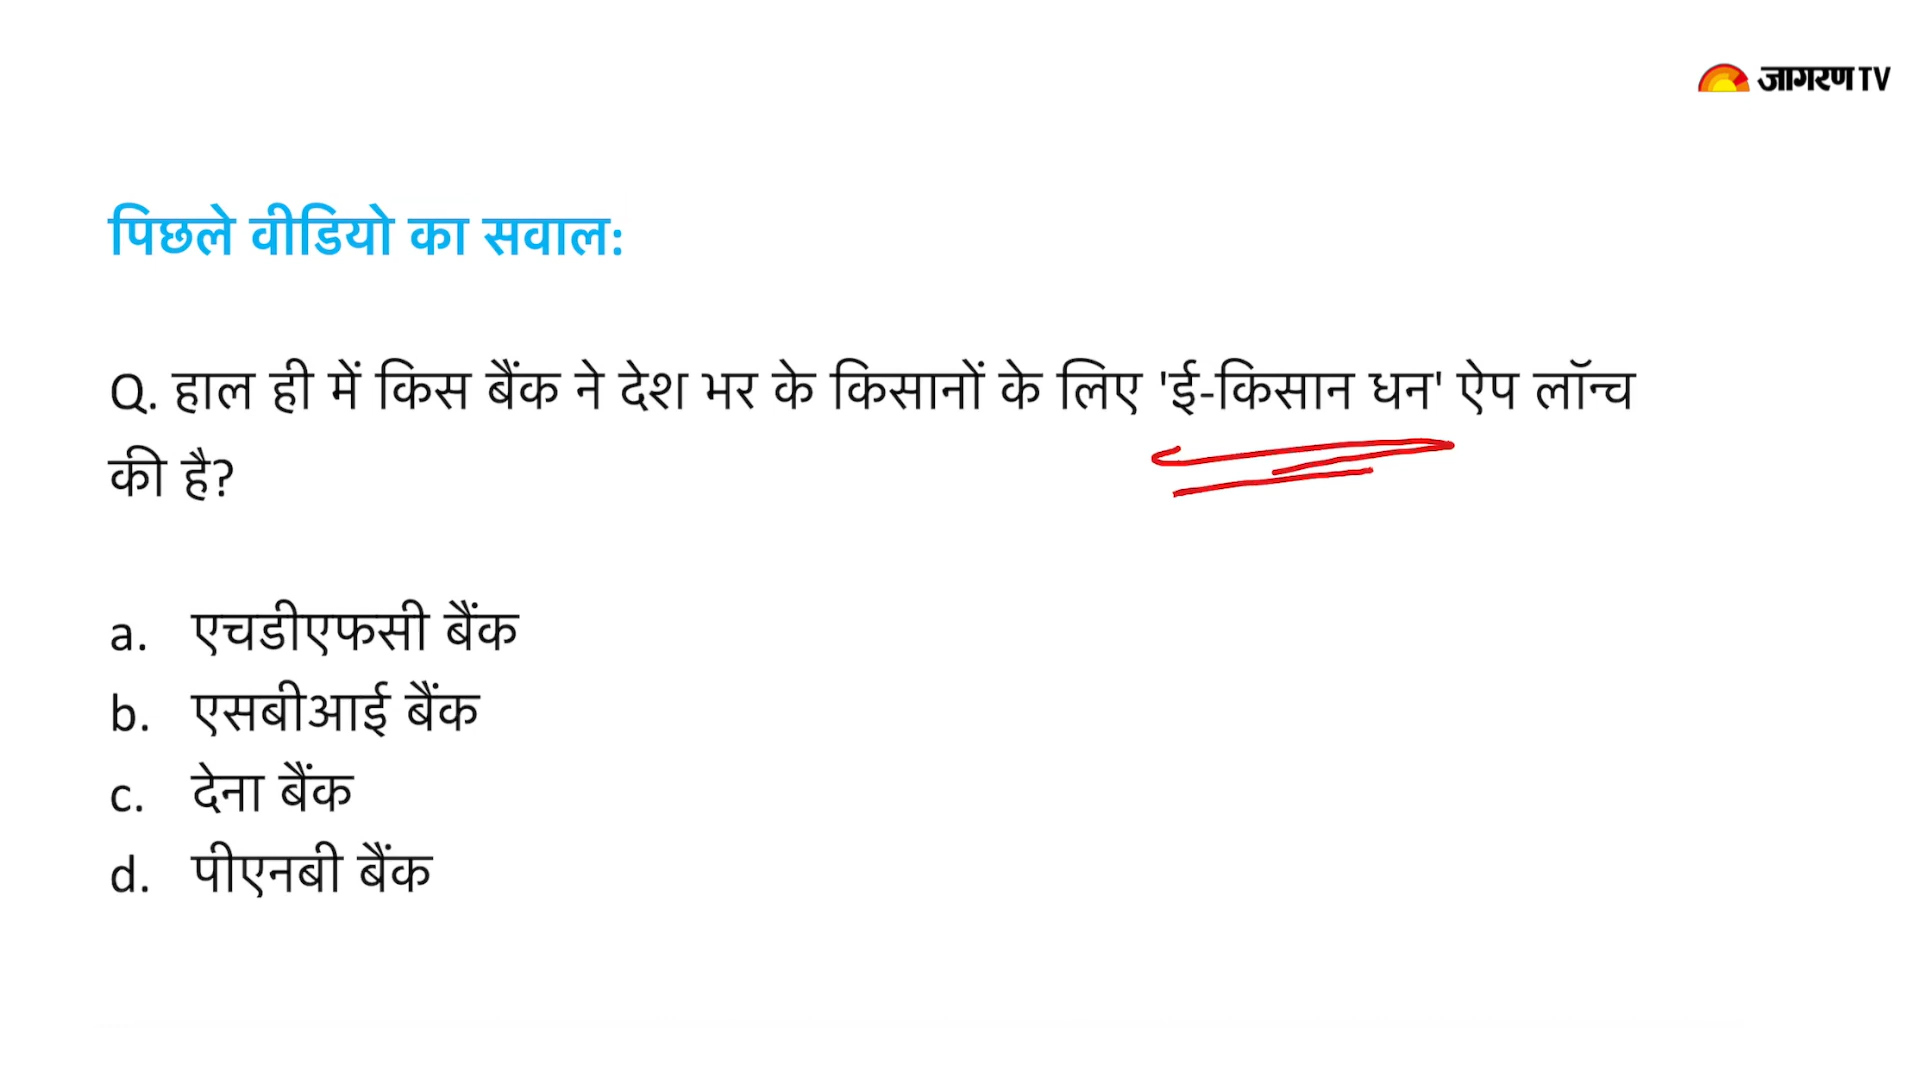 जागरण TV
पिछले वीडियो का सवाल:
Q. हाल ही में किस बैंक ने देश भर के किसानों के लिए 'ई-किसान धन' ऐप लॉन्च
की है?
a. एचडीएफसी बैंक
b. एसबीआई बैंक
c. देना बैंक
d. पीएनबी बैंक